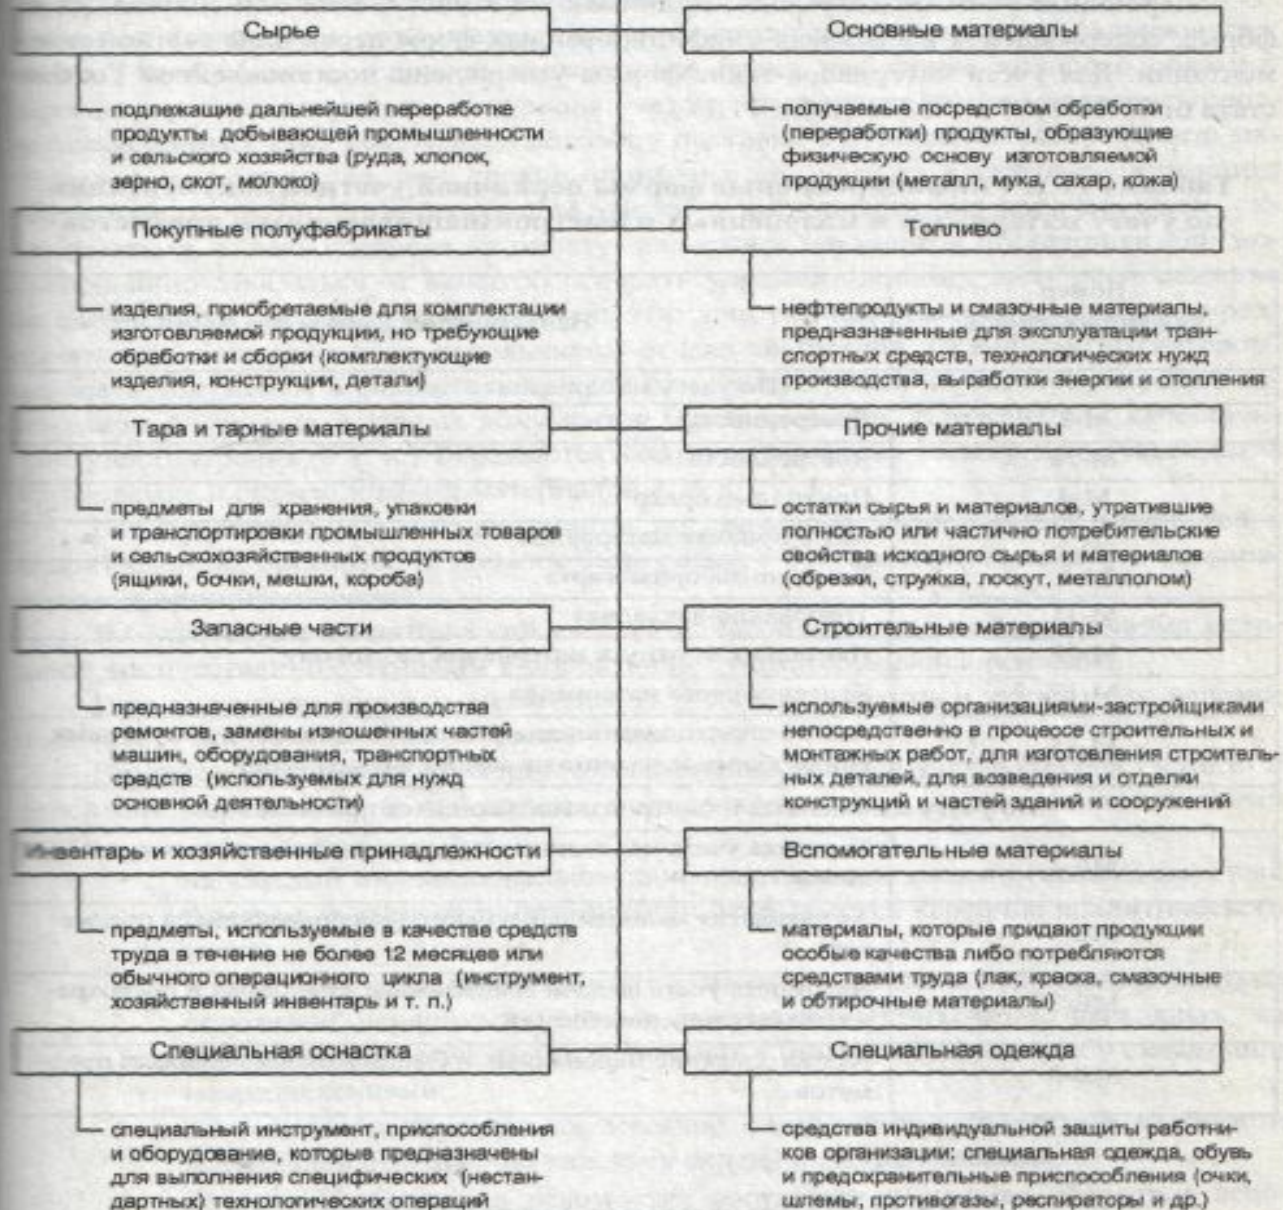 Сырье
подлежащие дальнейшей переработке
продукты добывающей промышленности
и сельского хозяйства (руда, хлопок,
зерно, скот, молоко)
Основные материалы
получаемые посредством обработки
(переработки) продукты, образующие
физическую основу изготовляемой
продукции (металл, мука, сахар, кожа)
Покупные полуфабрикаты
изделия, приобретаемые для комплектации
изготовляемой продукции, но требующие
обработки и сборки (комплектующие
изделия, конструкции, детали)
Топливо
нефтепродукты и смазочные материалы,
предназначенные для эксплуатации тран-
спортных средств, технологических нужд
производства, выработки энергии и отопления
Тара и тарные материалы
предметы для хранения, упаковки
и транспортировки промышленных товаров
и сельскохозяйственных продуктов
(ящики, бочки, мешки, короба)
Прочие материалы
остатки сырья и материалов, утратившие
полностью или частично потребительские
свойства исходного сырья и материалов
(обрезки, стружка, лоскут, металлолом)
Запасные части
предназначенные для производства
ремонтов, замены изношенных частей
машин, оборудования, транспортных
средств (используемых для нужд
основной деятельности)
Строительные материалы
используемые организациями-застройщиками
непосредственно в процессе строительных и
монтажных работ, для изготовления строитель-
ных деталей, для возведения и отделки
конструкций и частей зданий и сооружений
Инвентарь и хозяйственные принадлежности
предметы, используемые в качестве средств
труда в течение не более 12 месяцев или
обычного операционного цикла (инструмент,
хозяйственный инвентарь и т. п.)
Вспомогательные материалы
материалы, которые придают продукции
особые качества либо потребляются
средствами труда (лак, краска, смазочные
и обтирочные материалы)
Специальная оснастка
специальный инструмент, приспособления
и оборудование, которые предназначены
для выполнения специфических (нестан-
дартных) технологических операций
Специальная одежда
средства индивидуальной защиты работни-
ков организации: специальная одежда, обувь
и предохранительные приспособления (очки,
шлемы, противогазы, респираторы и др.)